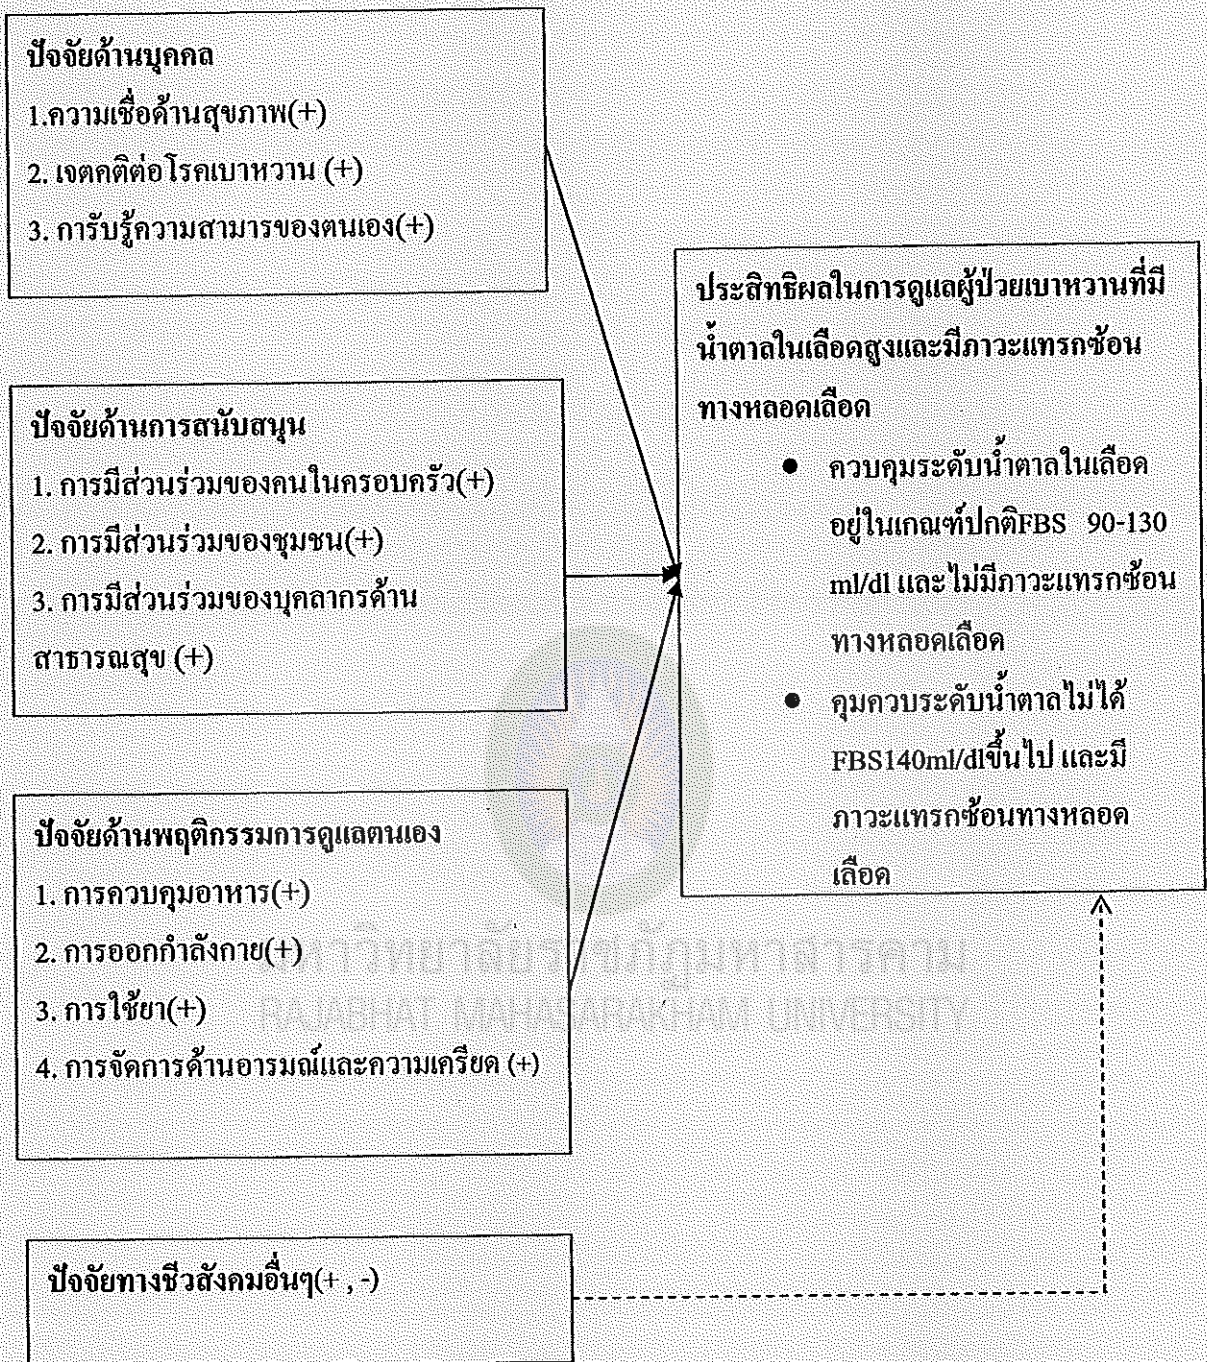 ปัจจัยด้านบุคคล
1.ความเชื่อด้านสุขภาพ(+)
2. เจตคติต่อโรคเบาหวาน (+)
3. การับรู้ความสามารของตนเอง(+)
ปัจจัยด้านการสนับสนุน
1. การมีส่วนร่วมของคนในครอบครัว(+)
2. การมีส่วนร่วมของชุมชน(+)
3. การมีส่วนร่วมของบุคลากรด้าน
สาธารณสุข (+)
ปัจจัยด้านพฤติกรรมการดูแลตนเอง
1. การควบคุมอาหาร(+)
2. การออกกำลังกาย(+)
3. การใช้ยา(+)
4. การจัดการด้านอารมณ์และความเครียด (+)
ปัจจัยทางชีวสังคมอื่นๆ(+ , -)
ประสิทธิผลในการดูแลผู้ป่วยเบาหวานที่มี
น้ำตาลในเลือดสูงและมีภาวะแทรกซ้อน
ทางหลอดเลือด
● ควบคุมระดับน้ำตาลในเลือด
อยู่ในเกณฑ์ปกติFBS 90-130
ml/dl และไม่มีภาวะแทรกซ้อน
ทางหลอดเลือด
● คุมควบระดับน้ำตาลไม่ได้
FBS140ml/dlขึ้นไป และมี
ภาวะแทรกซ้อนทางหลอด
เลือด